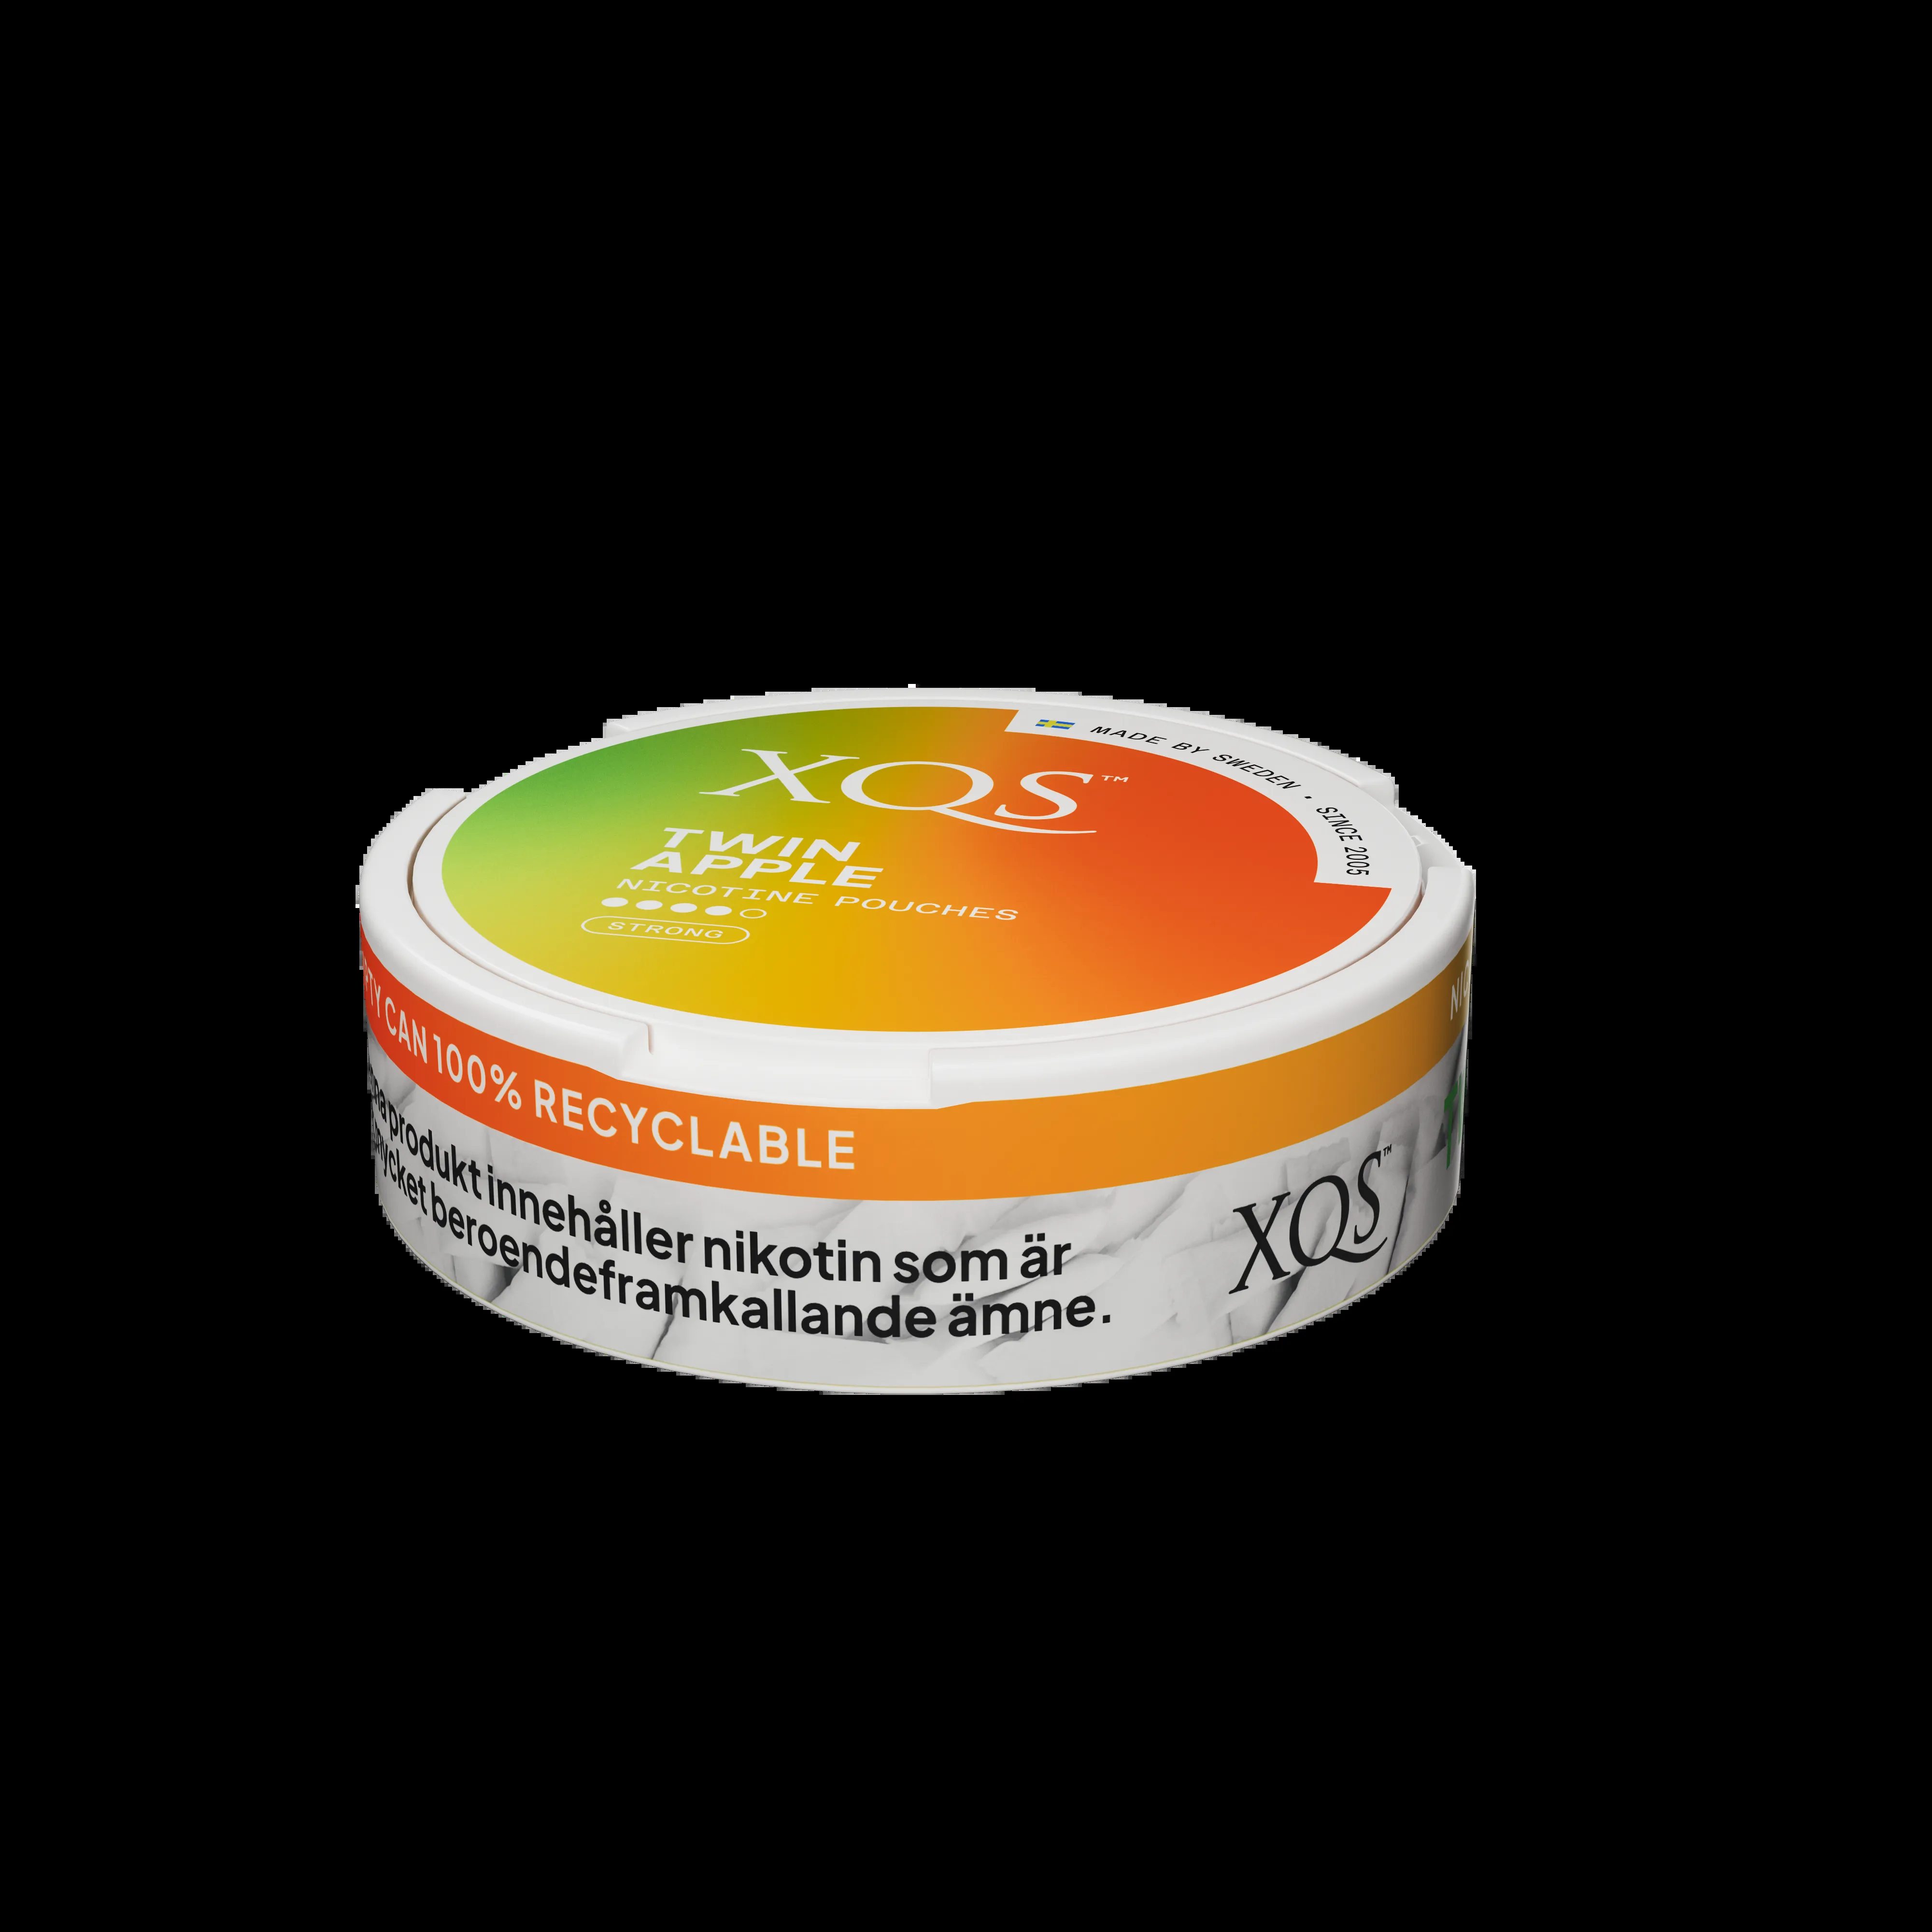 XQS™
TWIN
APPLE
NICOTINE POUCHES
STRONG
MADE BY SWEDEN • SINCE 2005
CAN 100% RECYCLABLE
produkt innehåller nikotin som är
beroendeframkallande ämne.
XQS™